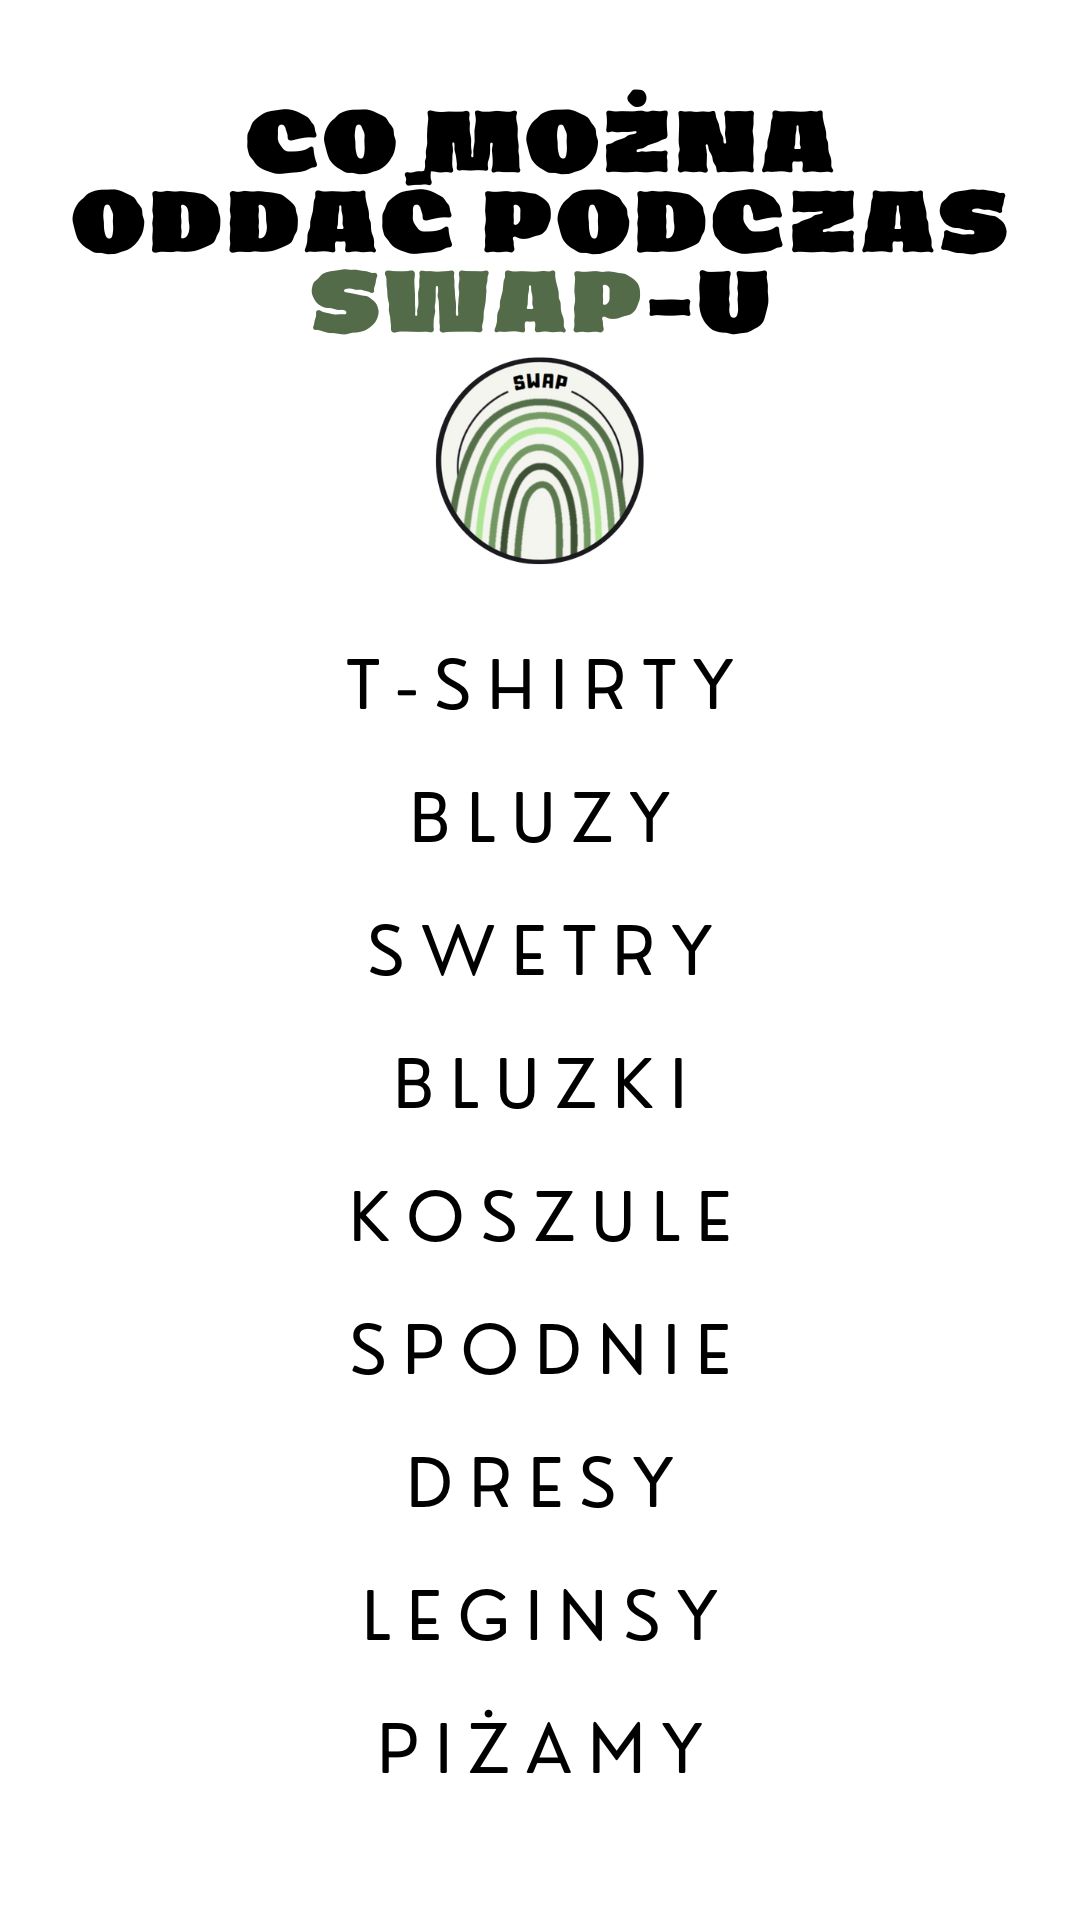 CO MOŻNA
ODDAĆ PODCZAS
SWAP-U
SWAP
T-SHIRTY
BLUZY
SWETRY
BLUZKI
KOSZULE
SPODNIE
DRESY
LEGINSY
PIŻAMY